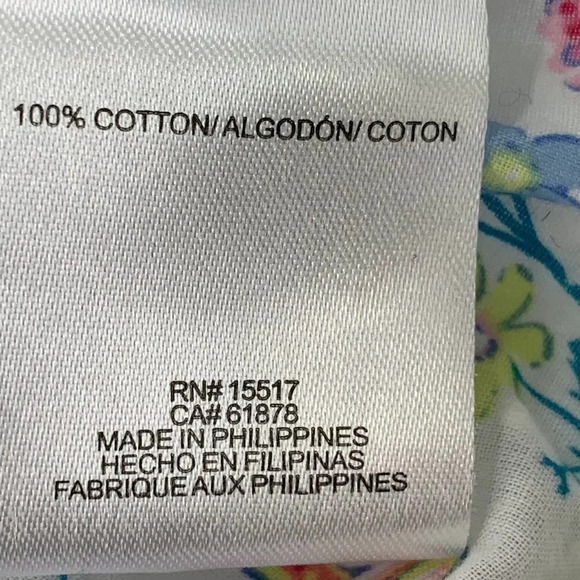 100% COTTON/ ALGODÓN/ COTON
RN# 15517
CA# 61878
MADE IN PHILIPPINES
HECHO EN FILIPINAS
FABRIQUE AUX PHILIPPINES